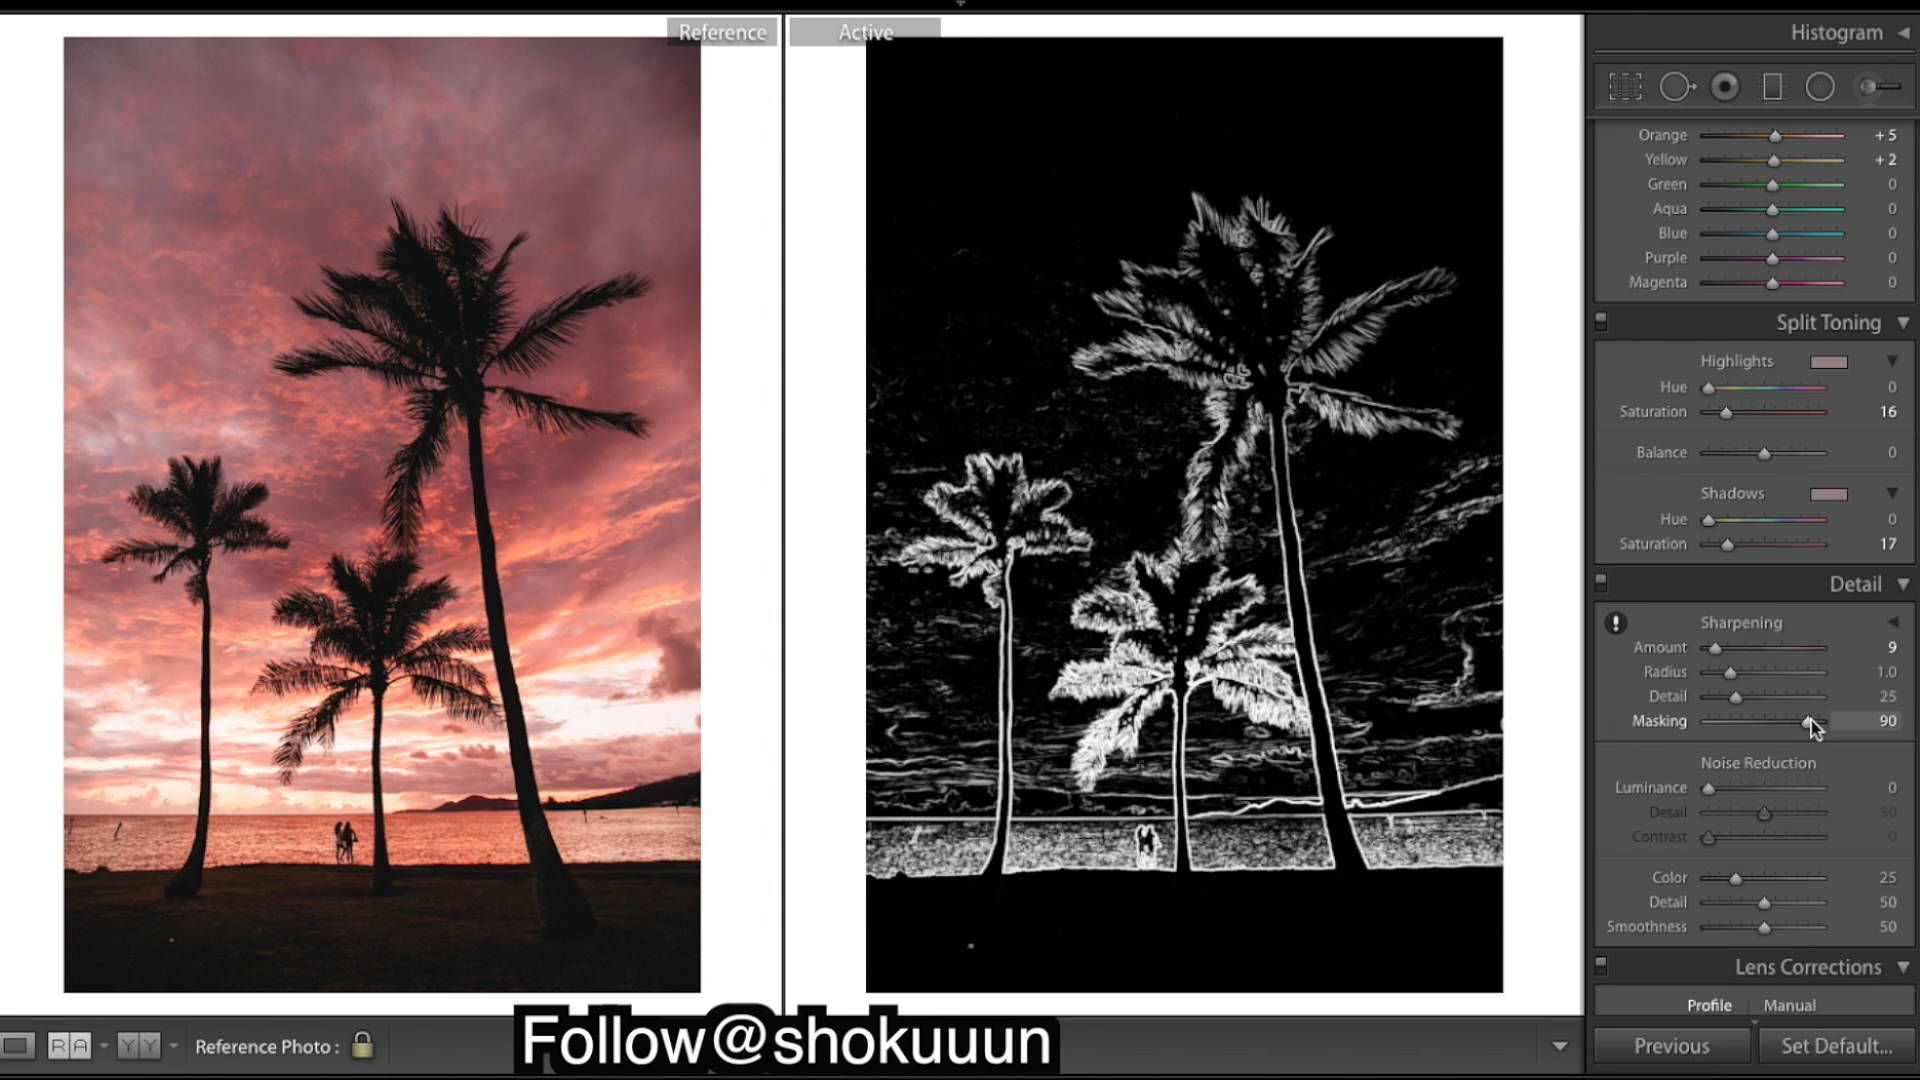 Reference
Active
Histogram
Orange +5
Yellow +2
Green 0
Aqua 0
Blue 0
Purple 0
Magenta 0
Split Toning
Highlights
Hue 0
Saturation 16
Balance 0
Shadows
Hue 0
Saturation 17
Detail
Sharpening
Amount 9
Radius 1.0
Detail 25
Masking 90
Noise Reduction
Luminance 0
Detail 50
Contrast 0
Color 25
Detail 50
Smoothness 50
Lens Corrections
Profile Manual
Previous Set Default...
R A Y Y Reference Photo :
Follow@shokuuun